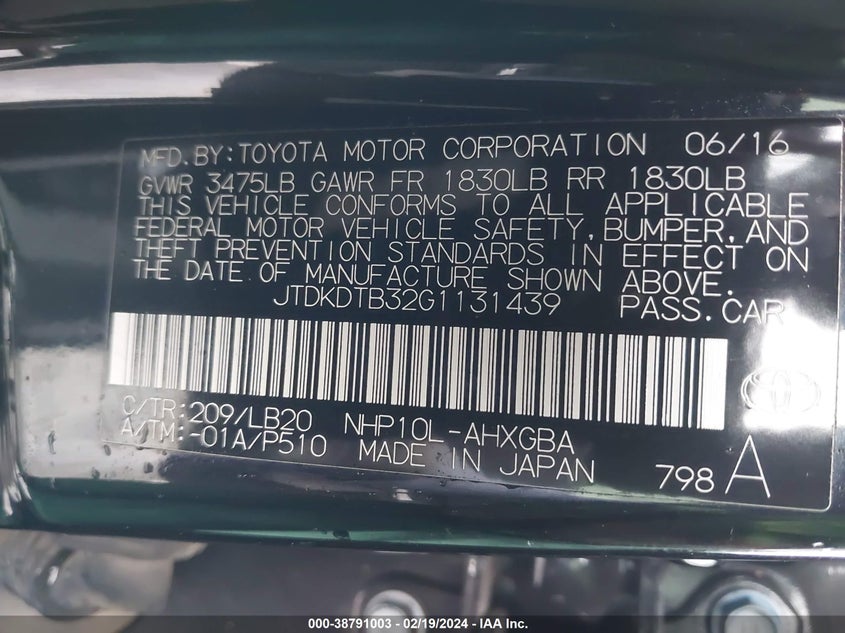 MFD.BY:TOYOTA MOTOR CORPORATION 06/16
GVWR 3475LB GAWR FR 1830LB RR 1830LB
THIS VEHICLE CONFORMS TO ALL APPLICABLE
FEDERAL MOTOR VEHICLE SAFETY,BUMPER,AND
THEFT PREVENTION STANDARDS IN EFFECT ON
THE DATE OF MANUFACTURE SHOWN ABOVE.
JTDKDTB32G1131439 PASS.CAR
C/TR:209/LB20 NHP10L-AHXGBA
A/TM:-01A/P510 MADE IN JAPAN 798 A
000-38791003 — 02/19/2024 — IAA Inc.